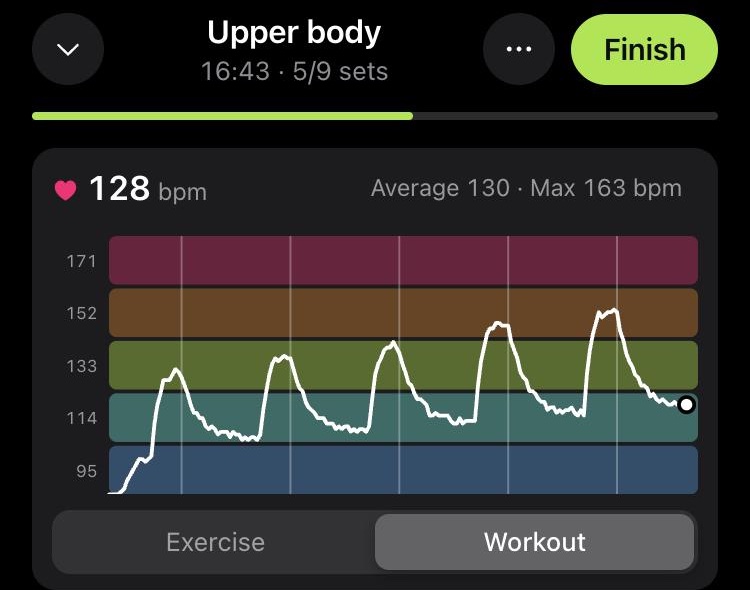 Upper body
16:43 · 5/9 sets
Finish
128 bpm
Average 130 · Max 163 bpm
171
152
133
114
95
Exercise
Workout